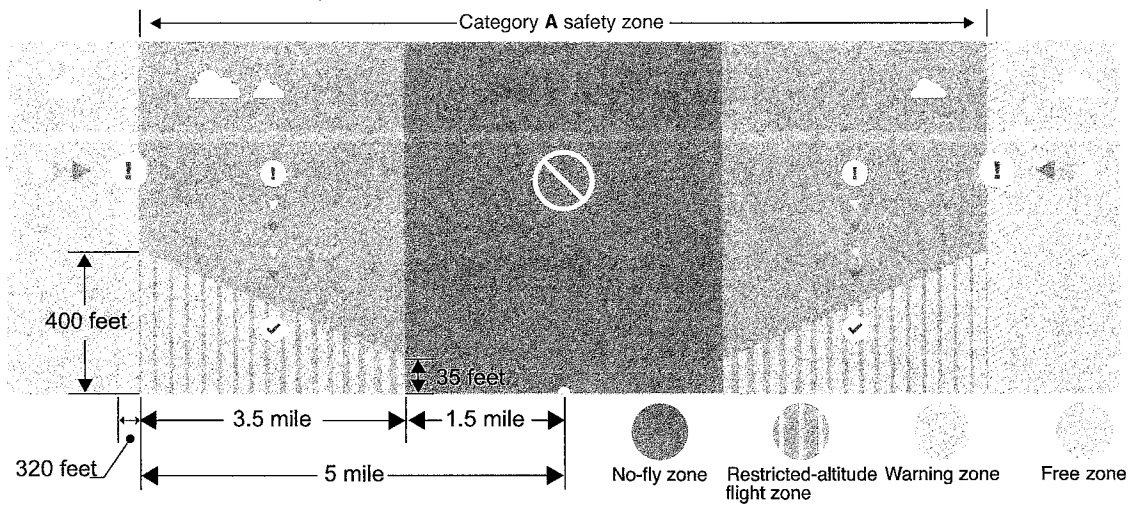 Category A safety zone
400 feet
35 feet
3.5 mile
1.5 mile
320 feet
5 mile
No-fly zone
Restricted-altitude flight zone
Warning zone
Free zone